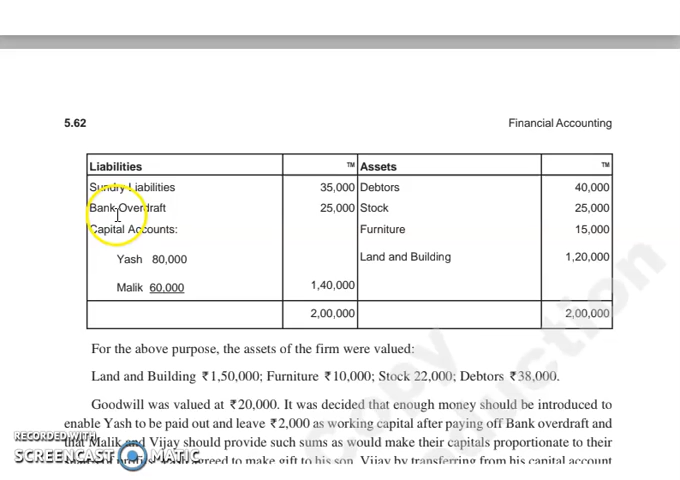 5.62 Financial Accounting
Liabilities TM Assets TM
Sundry Liabilities 35,000 Debtors 40,000
Bank Overdraft 25,000 Stock 25,000
Capital Accounts: Furniture 15,000
Yash 80,000 Land and Building 1,20,000
Malik 60,000 1,40,000
2,00,000 2,00,000
For the above purpose, the assets of the firm were valued:
Land and Building ₹1,50,000; Furniture ₹10,000; Stock 22,000; Debtors ₹38,000.
Goodwill was valued at ₹20,000. It was decided that enough money should be introduced to
enable Yash to be paid out and leave ₹2,000 as working capital after paying off Bank overdraft and
that Malik and Vijay should provide such sums as would make their capitals proportionate to their
agreed to make gift to his son, Vijay by transferring from his capital account
Copy
RECORDED WITH
SCREENCAST MATIC